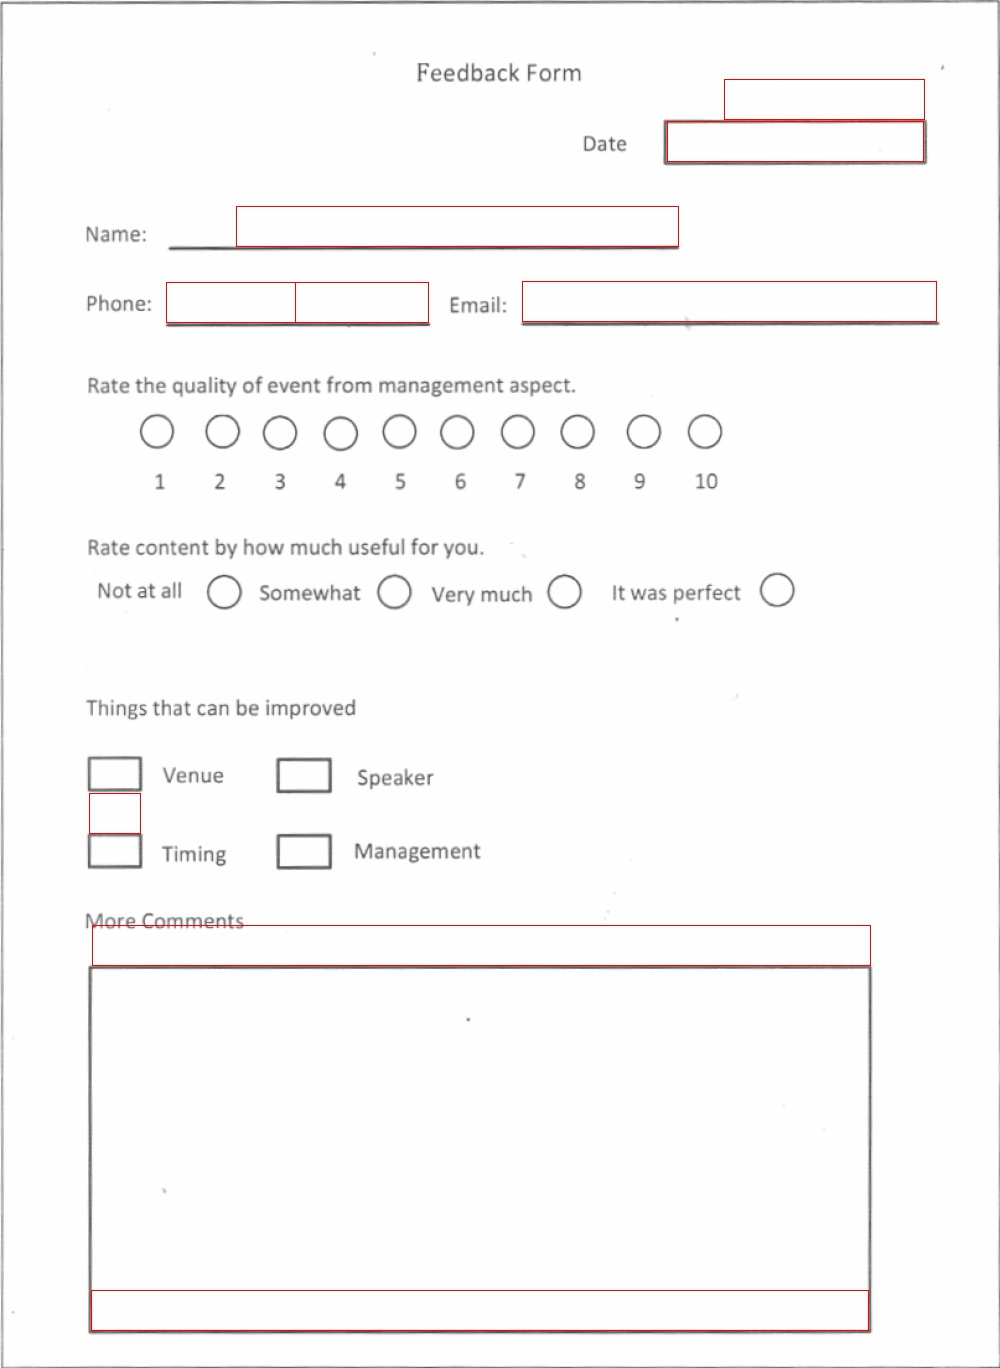 Feedback Form
Date
Name:
Phone: Email:
Rate the quality of event from management aspect.
1 2 3 4 5 6 7 8 9 10
Rate content by how much useful for you.
Not at all Somewhat Very much It was perfect
Things that can be improved
Venue Speaker
Timing Management
More Comments